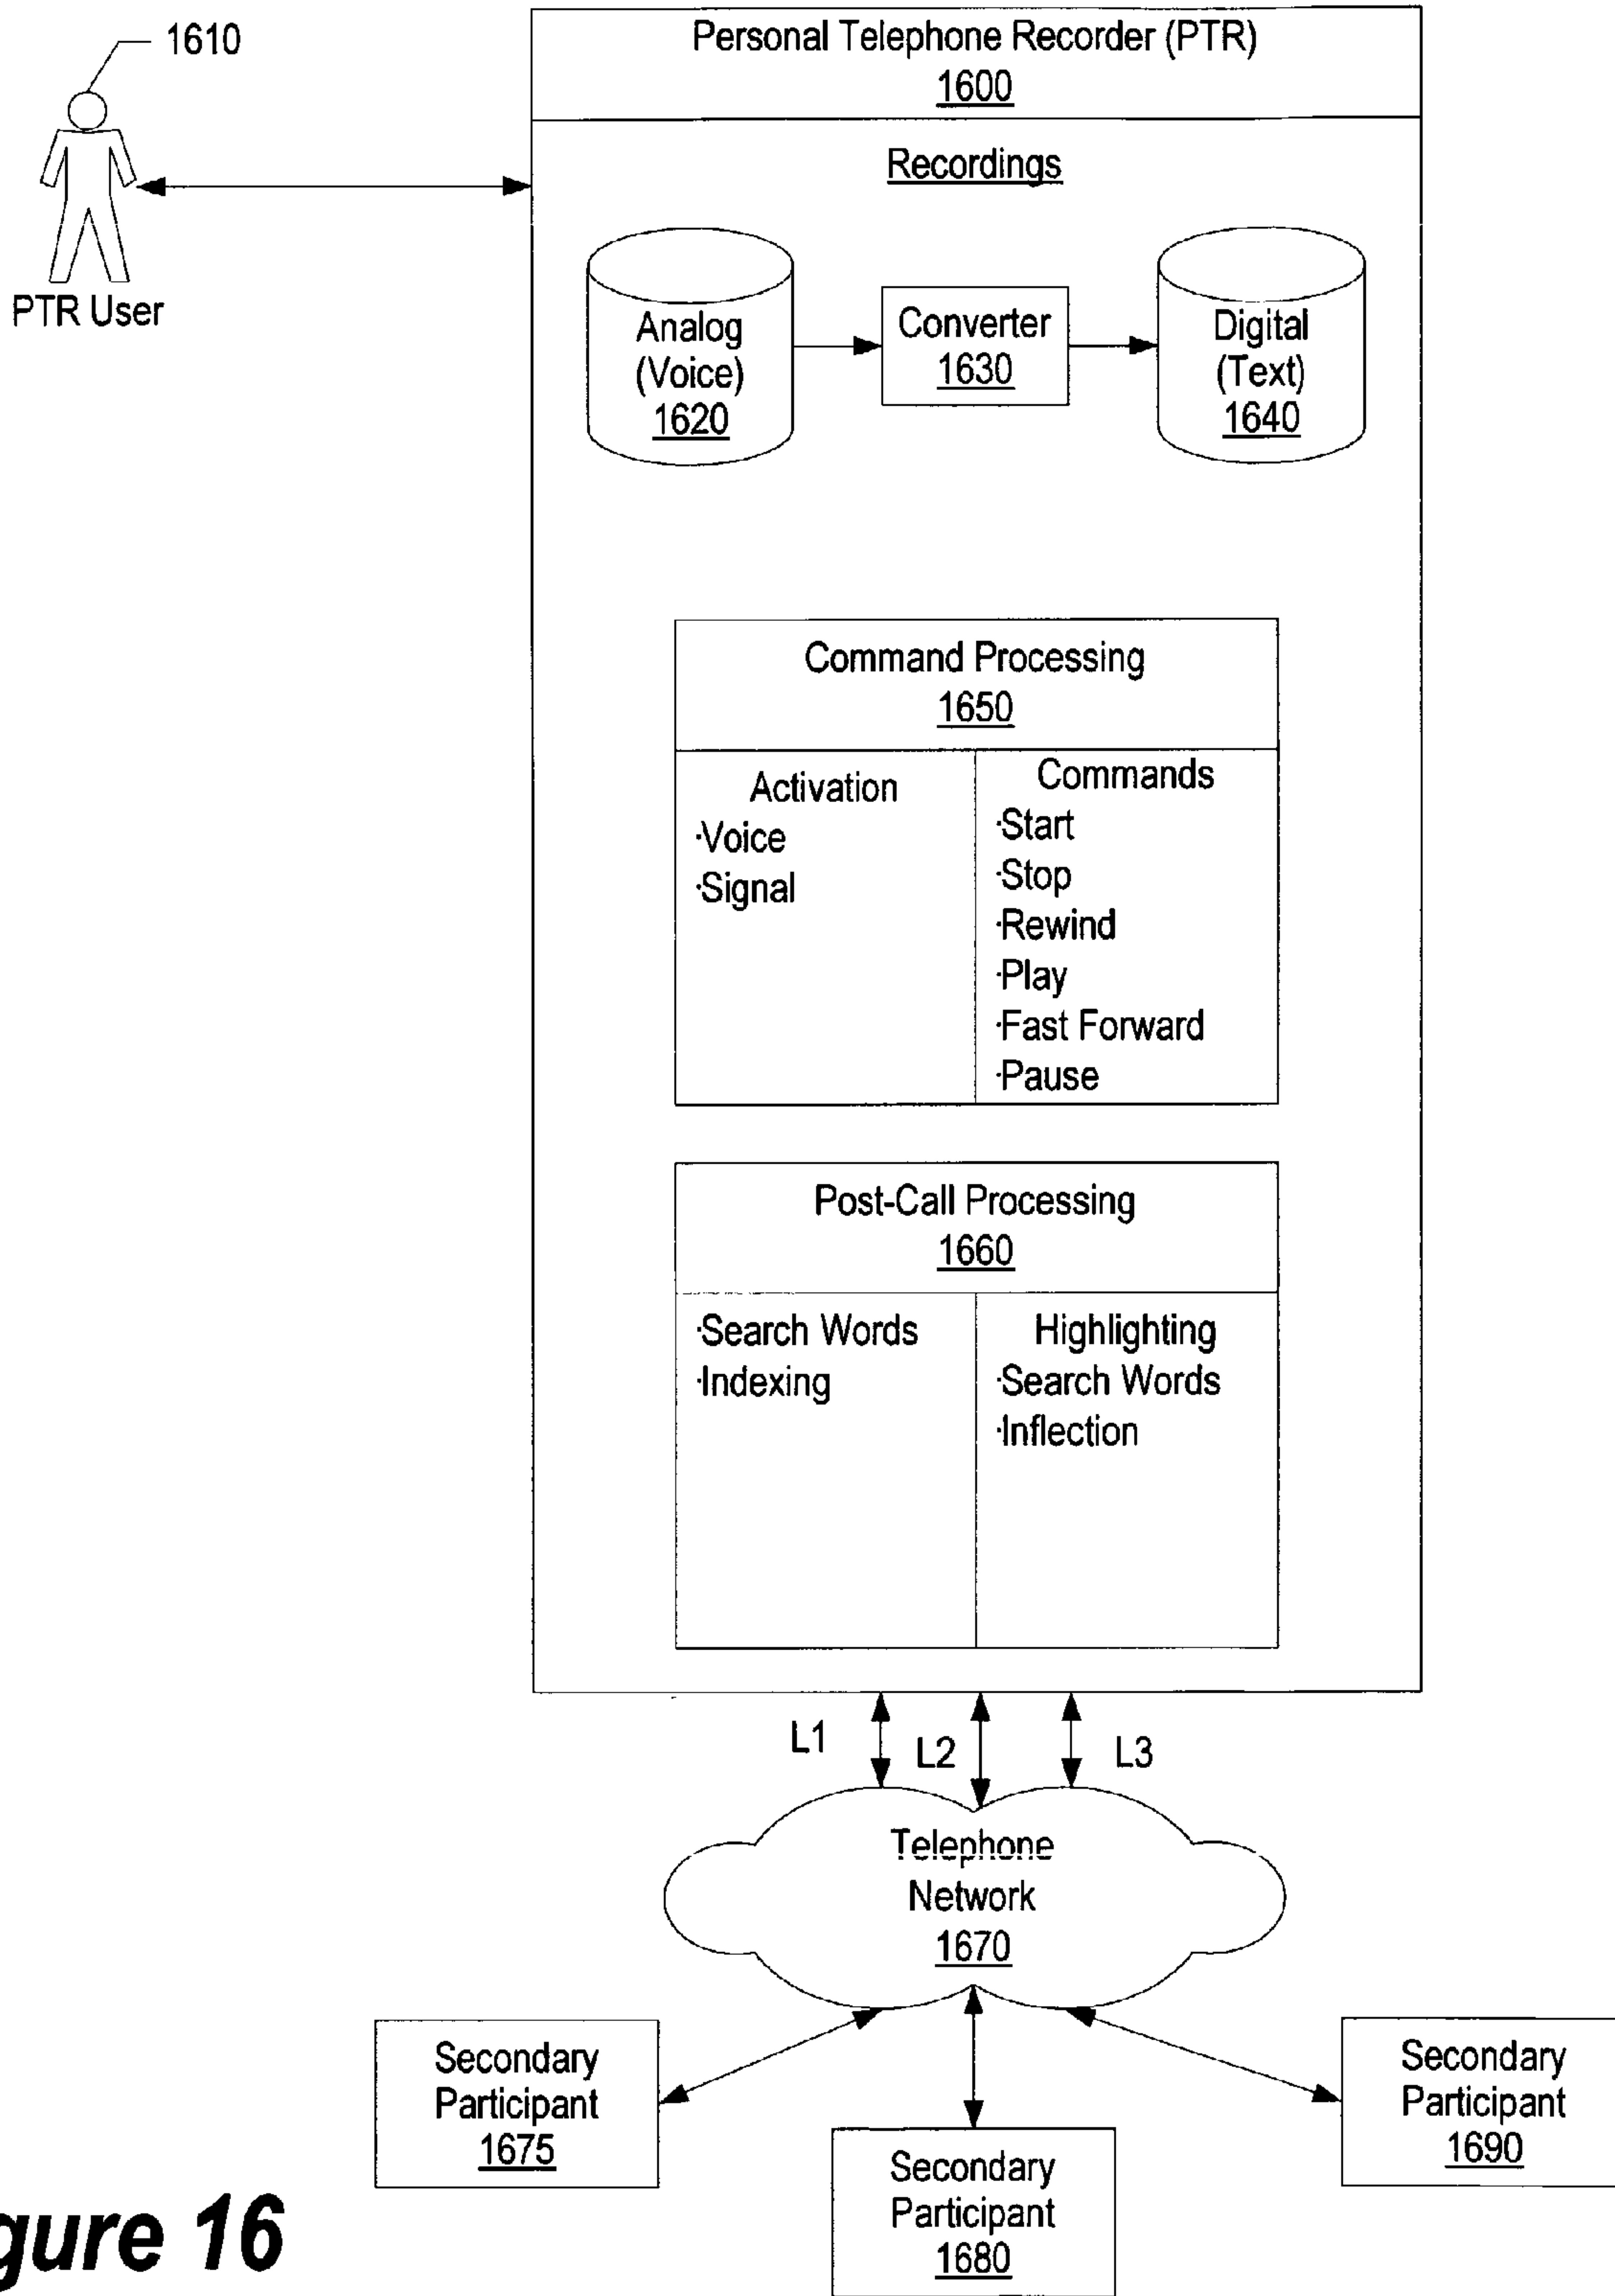 1610
PTR User
Personal Telephone Recorder (PTR)
1600
Recordings
Analog
(Voice)
1620
Converter
1630
Digital
(Text)
1640
Command Processing
1650
Activation
·Voice
·Signal
Commands
·Start
·Stop
·Rewind
·Play
·Fast Forward
·Pause
Post-Call Processing
1660
·Search Words
·Indexing
Highlighting
·Search Words
·Inflection
L1
L2
L3
Telephone
Network
1670
Secondary
Participant
1675
Secondary
Participant
1680
Secondary
Participant
1690
gure 16